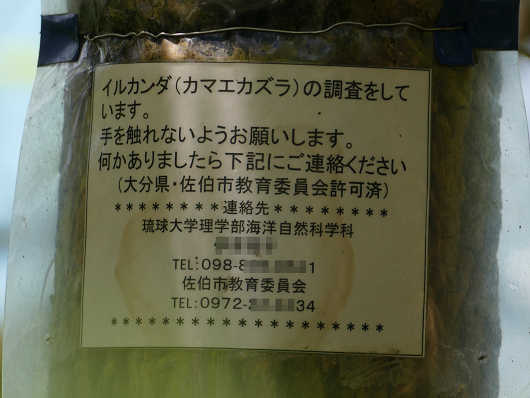 イルカンダ(カマエカズラ)の調査をして
います。
手を触れないようお願いします。
何かありましたら下記にご連絡ください
(大分県・佐伯市教育委員会許可済)
********連絡先********
琉球大学理学部海洋自然科学科
TEL:098-8 1
佐伯市教育委員会
TEL:0972-2 34
*******************